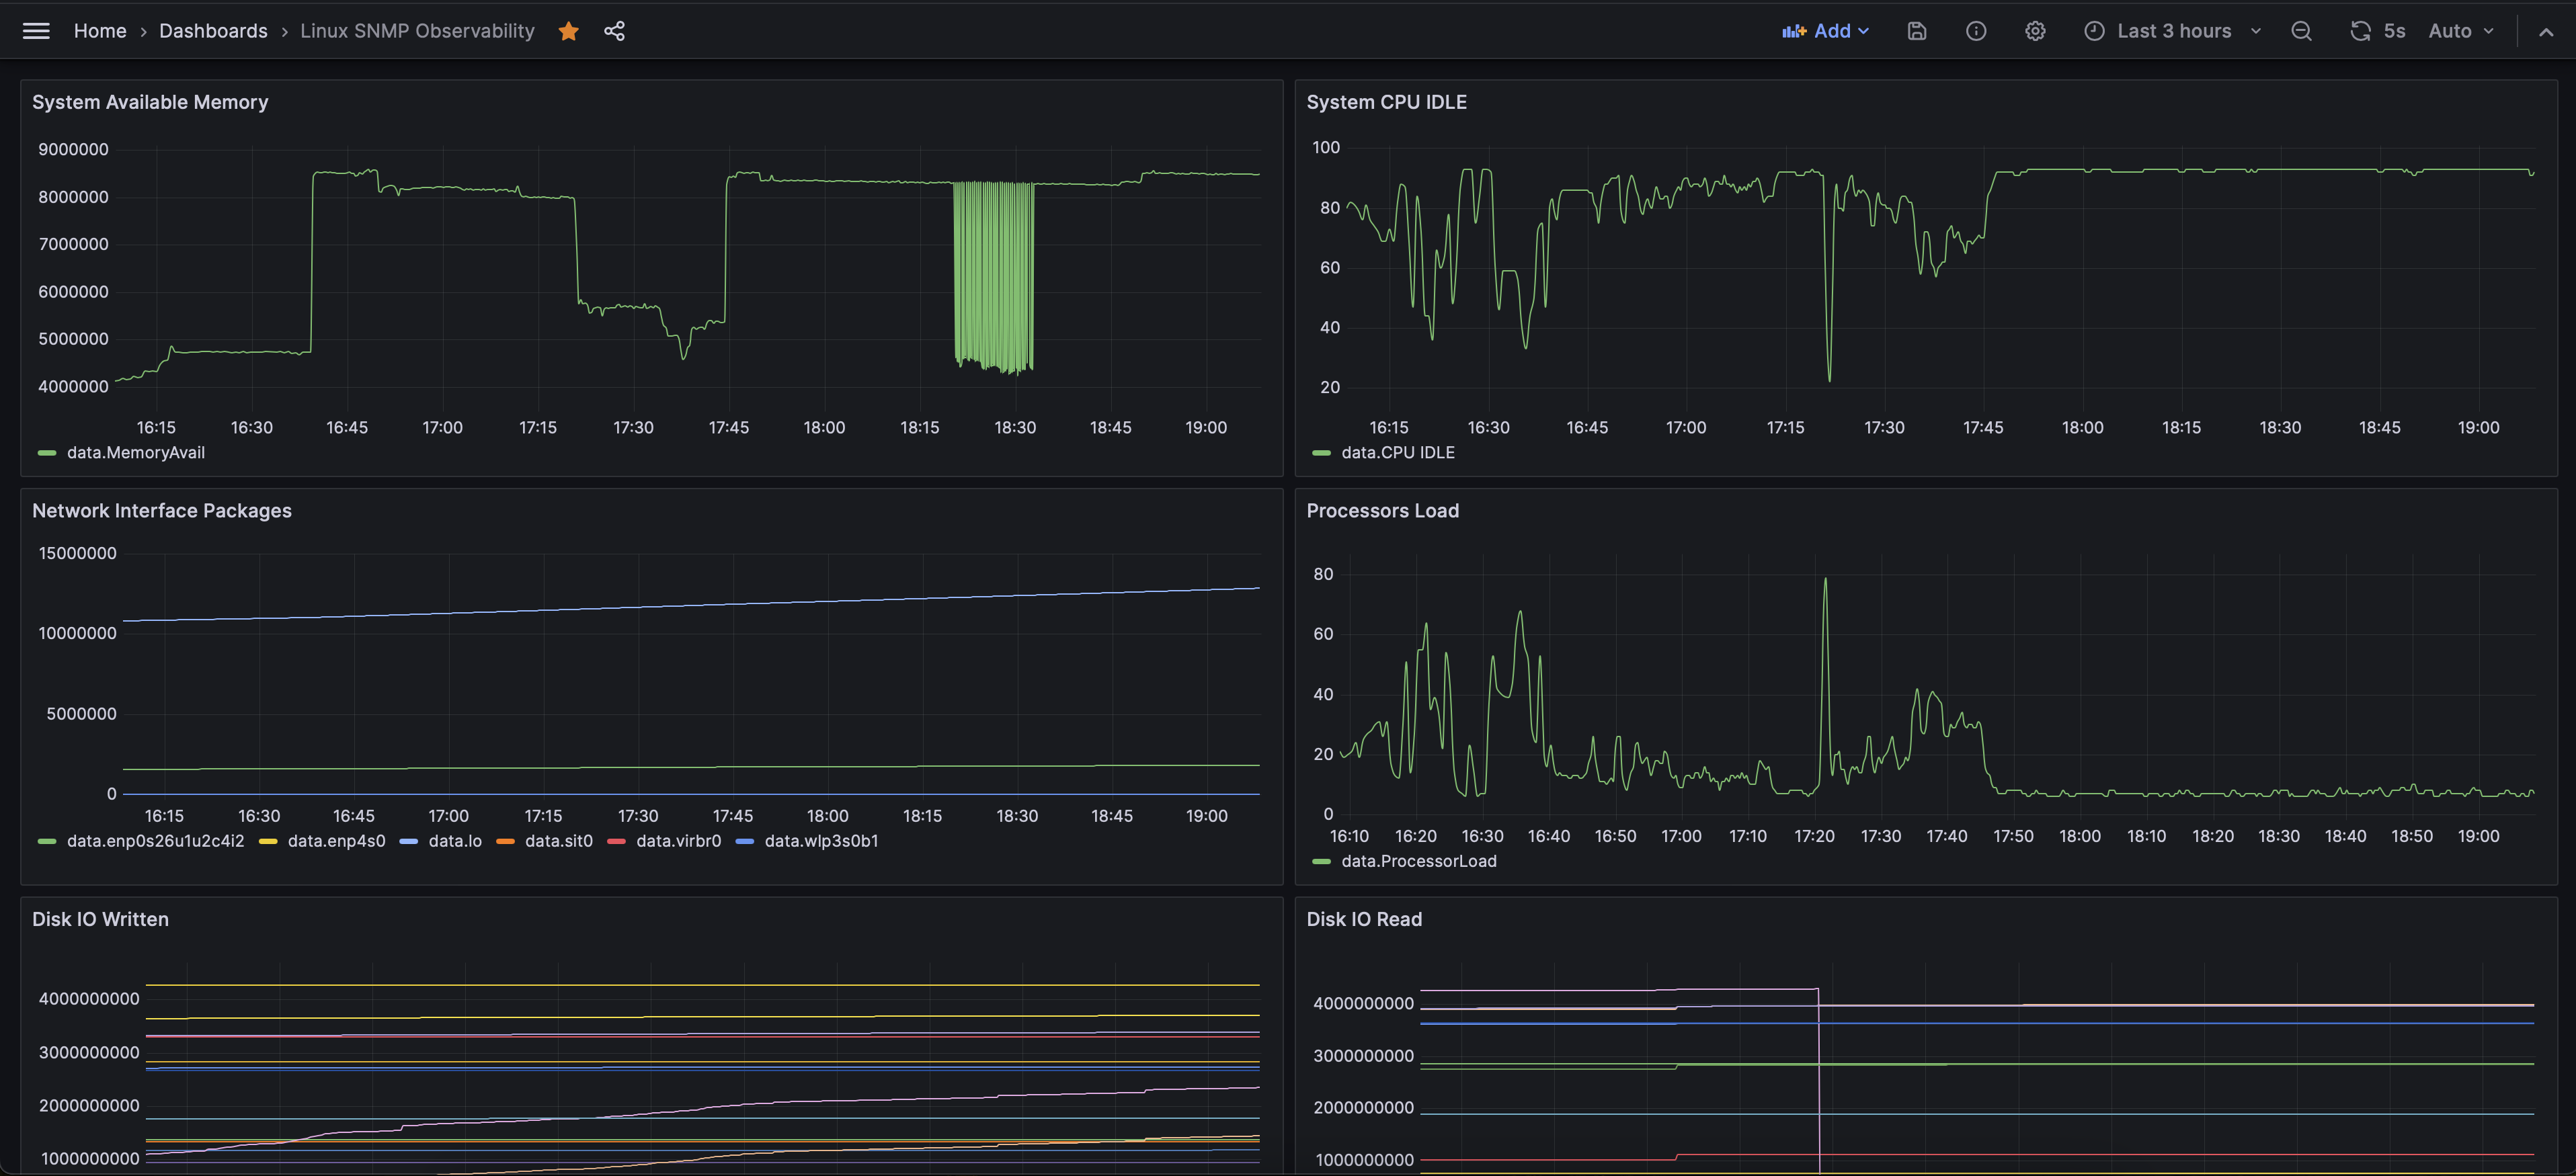 Home › Dashboards › Linux SNMP Observability Add Last 3 hours 5s Auto
System Available Memory
9000000
8000000
7000000
6000000
5000000
4000000
16:15 16:30 16:45 17:00 17:15 17:30 17:45 18:00 18:15 18:30 18:45 19:00
data.MemoryAvail
System CPU IDLE
100
80
60
40
20
16:15 16:30 16:45 17:00 17:15 17:30 17:45 18:00 18:15 18:30 18:45 19:00
data.CPU IDLE
Network Interface Packages
15000000
10000000
5000000
0
16:15 16:30 16:45 17:00 17:15 17:30 17:45 18:00 18:15 18:30 18:45 19:00
data.enp0s26u1u2c4i2 data.enp4s0 data.lo data.sit0 data.virbr0 data.wlp3s0b1
Processors Load
80
60
40
20
0
16:10 16:20 16:30 16:40 16:50 17:00 17:10 17:20 17:30 17:40 17:50 18:00 18:10 18:20 18:30 18:40 18:50 19:00
data.ProcessorLoad
Disk IO Written
4000000000
3000000000
2000000000
1000000000
Disk IO Read
4000000000
3000000000
2000000000
1000000000